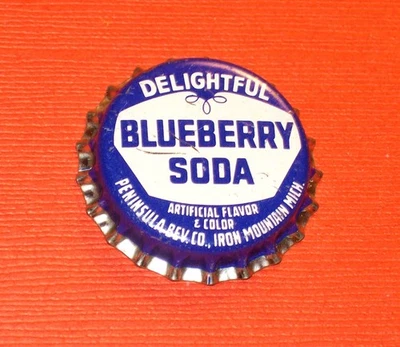 DELIGHTFUL
BLUEBERRY
SODA
ARTIFICIAL FLAVOR
& COLOR
PENINSULA BEV. CO., IRON MOUNTAIN MICH.